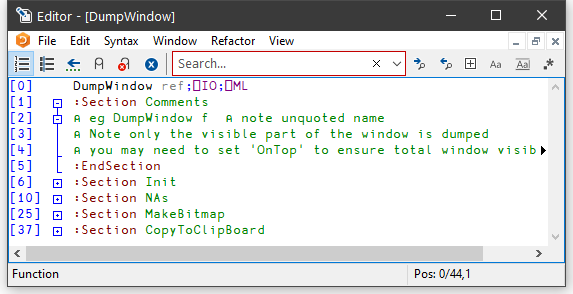 Editor - [DumpWindow]
File Edit Syntax Window Refactor View
Search... Aa Aa .*
[0] DumpWindow ref;⎕IO;⎕ML
[1] :Section Comments
[2] ⍝ eg DumpWindow f ⍝ note unquoted name
[3] ⍝ Note only the visible part of the window is dumped
[4] ⍝ you may need to set 'OnTop' to ensure total window visib
[5] :EndSection
[6] :Section Init
[10] :Section NAs
[25] :Section MakeBitmap
[37] :Section CopyToClipBoard
Function Pos: 0/44,1